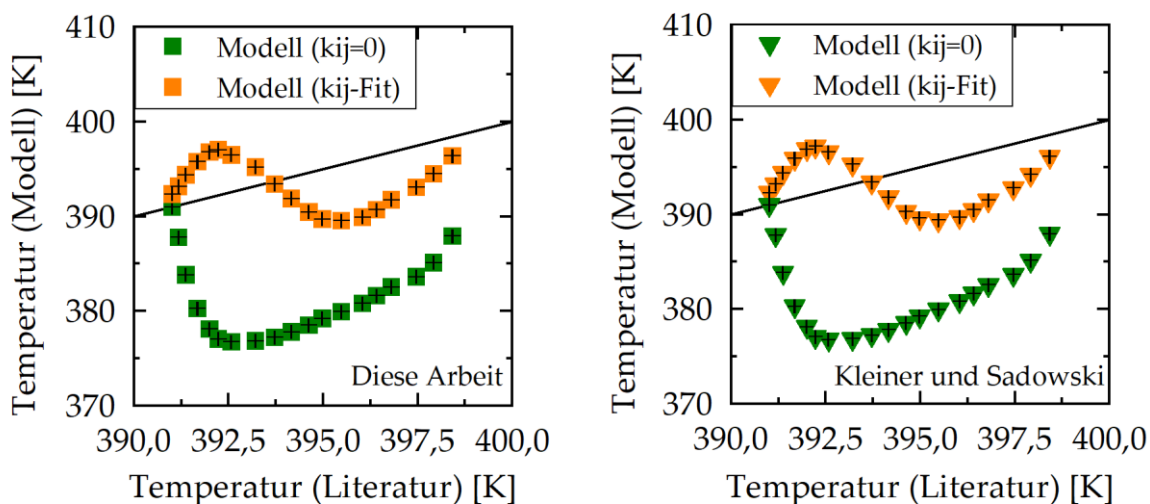 Temperatur (Modell) [K]
410
400
390
380
370
Modell (kij=0)
Modell (kij-Fit)
Diese Arbeit
390,0 392,5 395,0 397,5 400,0
Temperatur (Literatur) [K]
Temperatur (Modell) [K]
410
400
390
380
370
Modell (kij=0)
Modell (kij-Fit)
Kleiner und Sadowski
390,0 392,5 395,0 397,5 400,0
Temperatur (Literatur) [K]